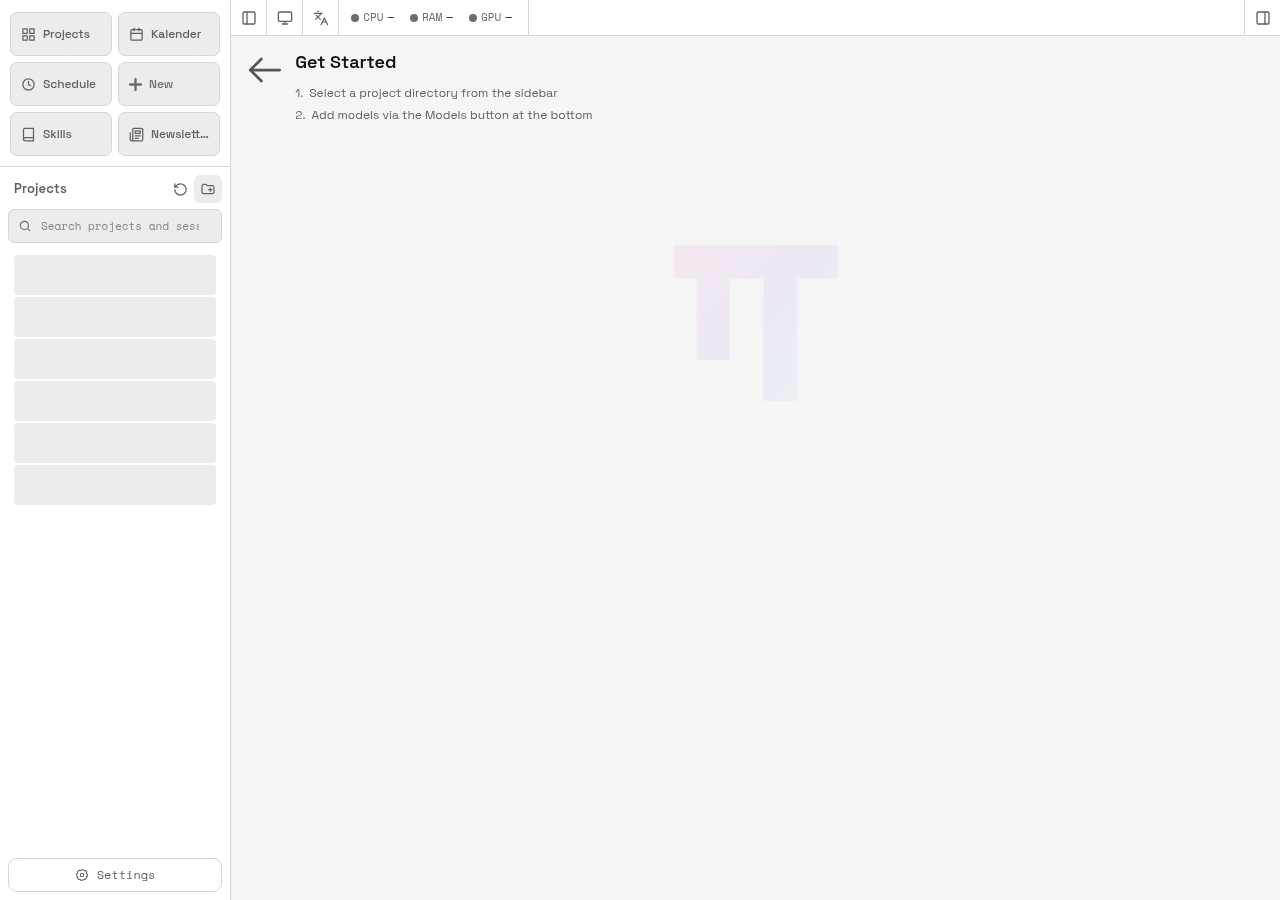 Projects
Kalender
Schedule
New
Skills
Newslett...
Projects
Search projects and ses
Settings
CPU –
RAM –
GPU –
Get Started
1. Select a project directory from the sidebar
2. Add models via the Models button at the bottom